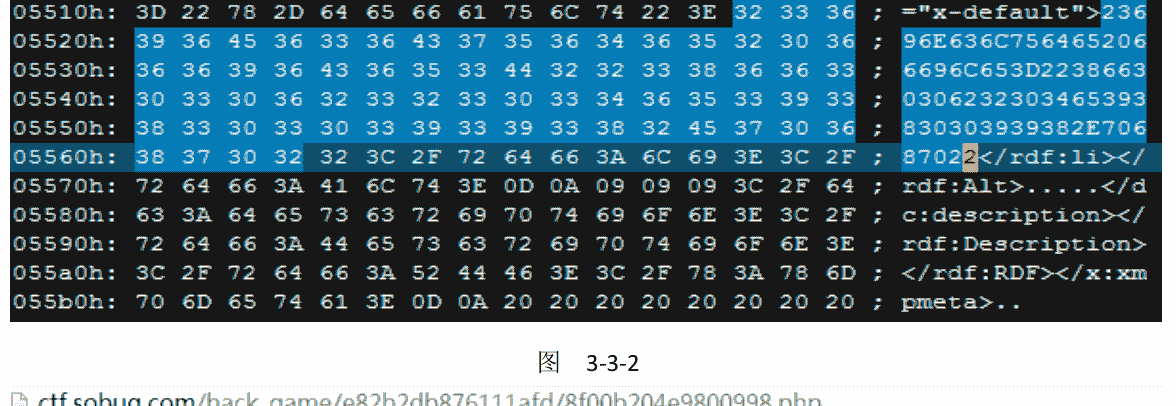 05510h: 3D 22 78 2D 64 65 66 61 75 6C 74 22 3E 32 33 36 ; ="x-default">236
05520h: 39 36 45 36 33 36 43 37 35 36 34 36 35 32 30 36 ; 96E636C756465206
05530h: 36 36 39 36 43 36 35 33 44 32 32 33 38 36 36 33 ; 6696C653D2238663
05540h: 30 33 30 36 32 33 32 33 30 33 34 36 35 33 39 33 ; 0306232303465393
05550h: 38 33 30 33 30 33 39 33 39 33 38 32 45 37 30 36 ; 830303939382E706
05560h: 38 37 30 32 32 3C 2F 72 64 66 3A 6C 69 3E 3C 2F ; 87022</rdf:li></
05570h: 72 64 66 3A 41 6C 74 3E 0D 0A 09 09 09 3C 2F 64 ; rdf:Alt>.....</d
05580h: 63 3A 64 65 73 63 72 69 70 74 69 6F 6E 3E 3C 2F ; c:description></
05590h: 72 64 66 3A 44 65 73 63 72 69 70 74 69 6F 6E 3E ; rdf:Description>
055a0h: 3C 2F 72 64 66 3A 52 44 46 3E 3C 2F 78 3A 78 6D ; </rdf:RDF></x:xm
055b0h: 70 6D 65 74 61 3E 0D 0A 20 20 20 20 20 20 20 20 ; pmeta>..
图 3-3-2
ctf.sobug.com/hack_game/e82b2db876111afd/8f00b204e9800998.php